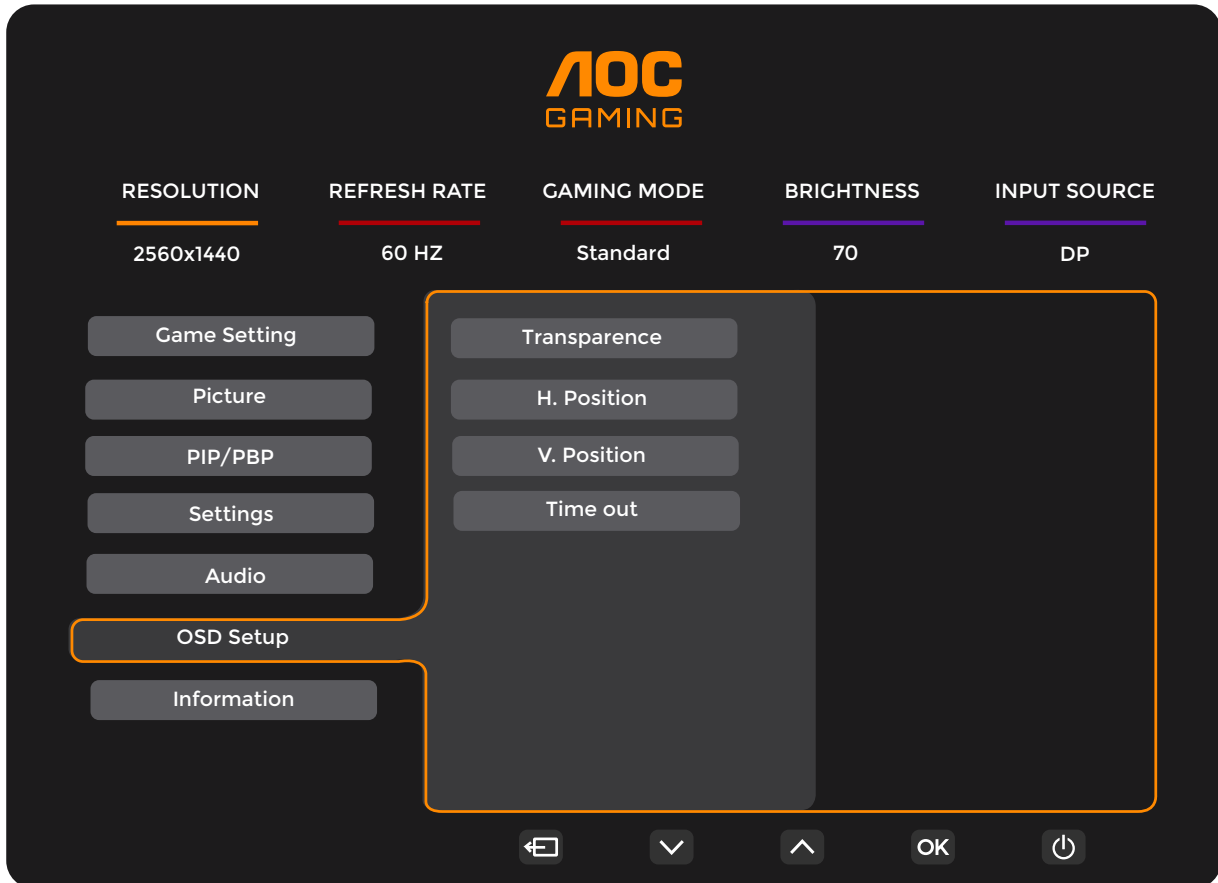 AOC
GAMING
RESOLUTION REFRESH RATE GAMING MODE BRIGHTNESS INPUT SOURCE
2560x1440 60 HZ Standard 70 DP
Game Setting
Picture
PIP/PBP
Settings
Audio
OSD Setup
Information
Transparence
H. Position
V. Position
Time out
OK